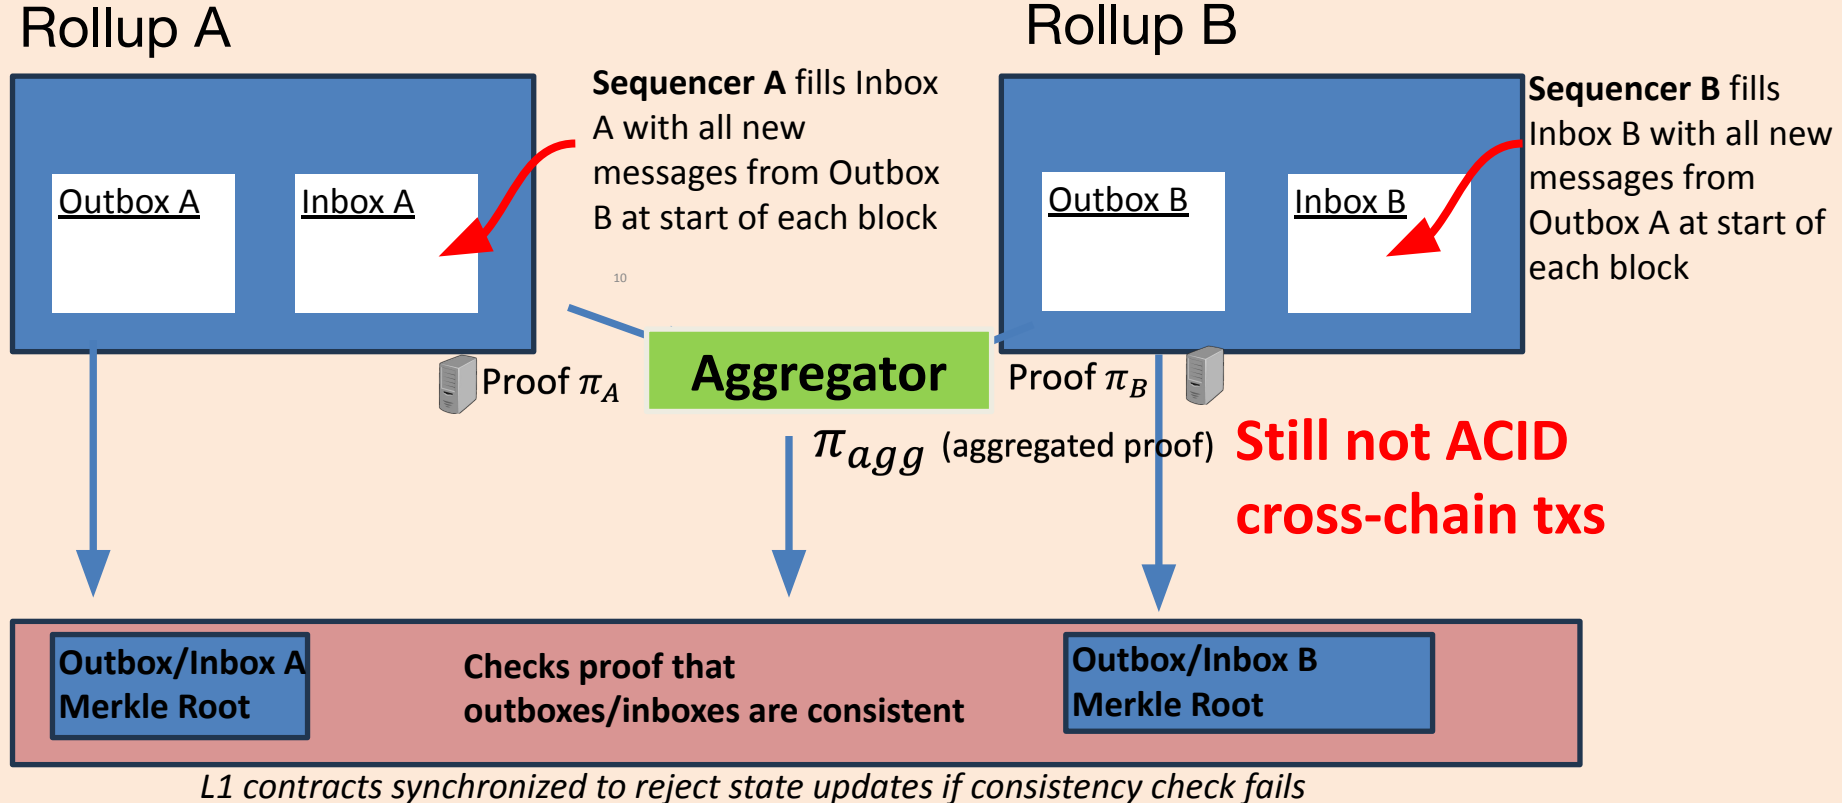 Rollup A
Rollup B
Sequencer A fills Inbox
A with all new
messages from Outbox
B at start of each block
Sequencer B fills
Inbox B with all new
messages from
Outbox A at start of
each block
Outbox A
Inbox A
Outbox B
Inbox B
10
Proof π_A
Aggregator
Proof π_B
π_agg (aggregated proof)
Still not ACID
cross-chain txs
Outbox/Inbox A
Merkle Root
Checks proof that
outboxes/inboxes are consistent
Outbox/Inbox B
Merkle Root
L1 contracts synchronized to reject state updates if consistency check fails